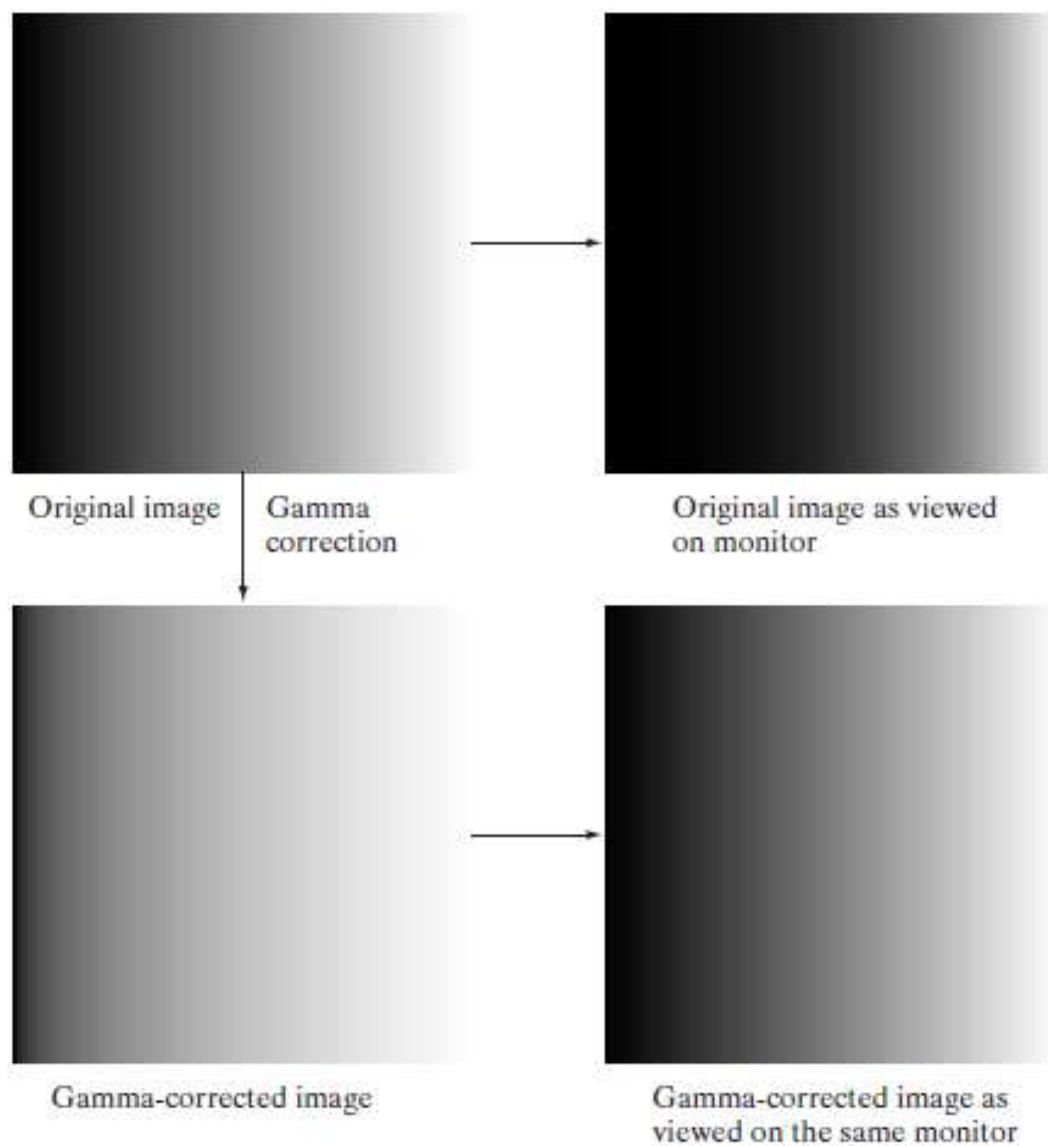 Original image
Gamma
correction
Original image as viewed
on monitor
Gamma-corrected image
Gamma-corrected image as
viewed on the same monitor